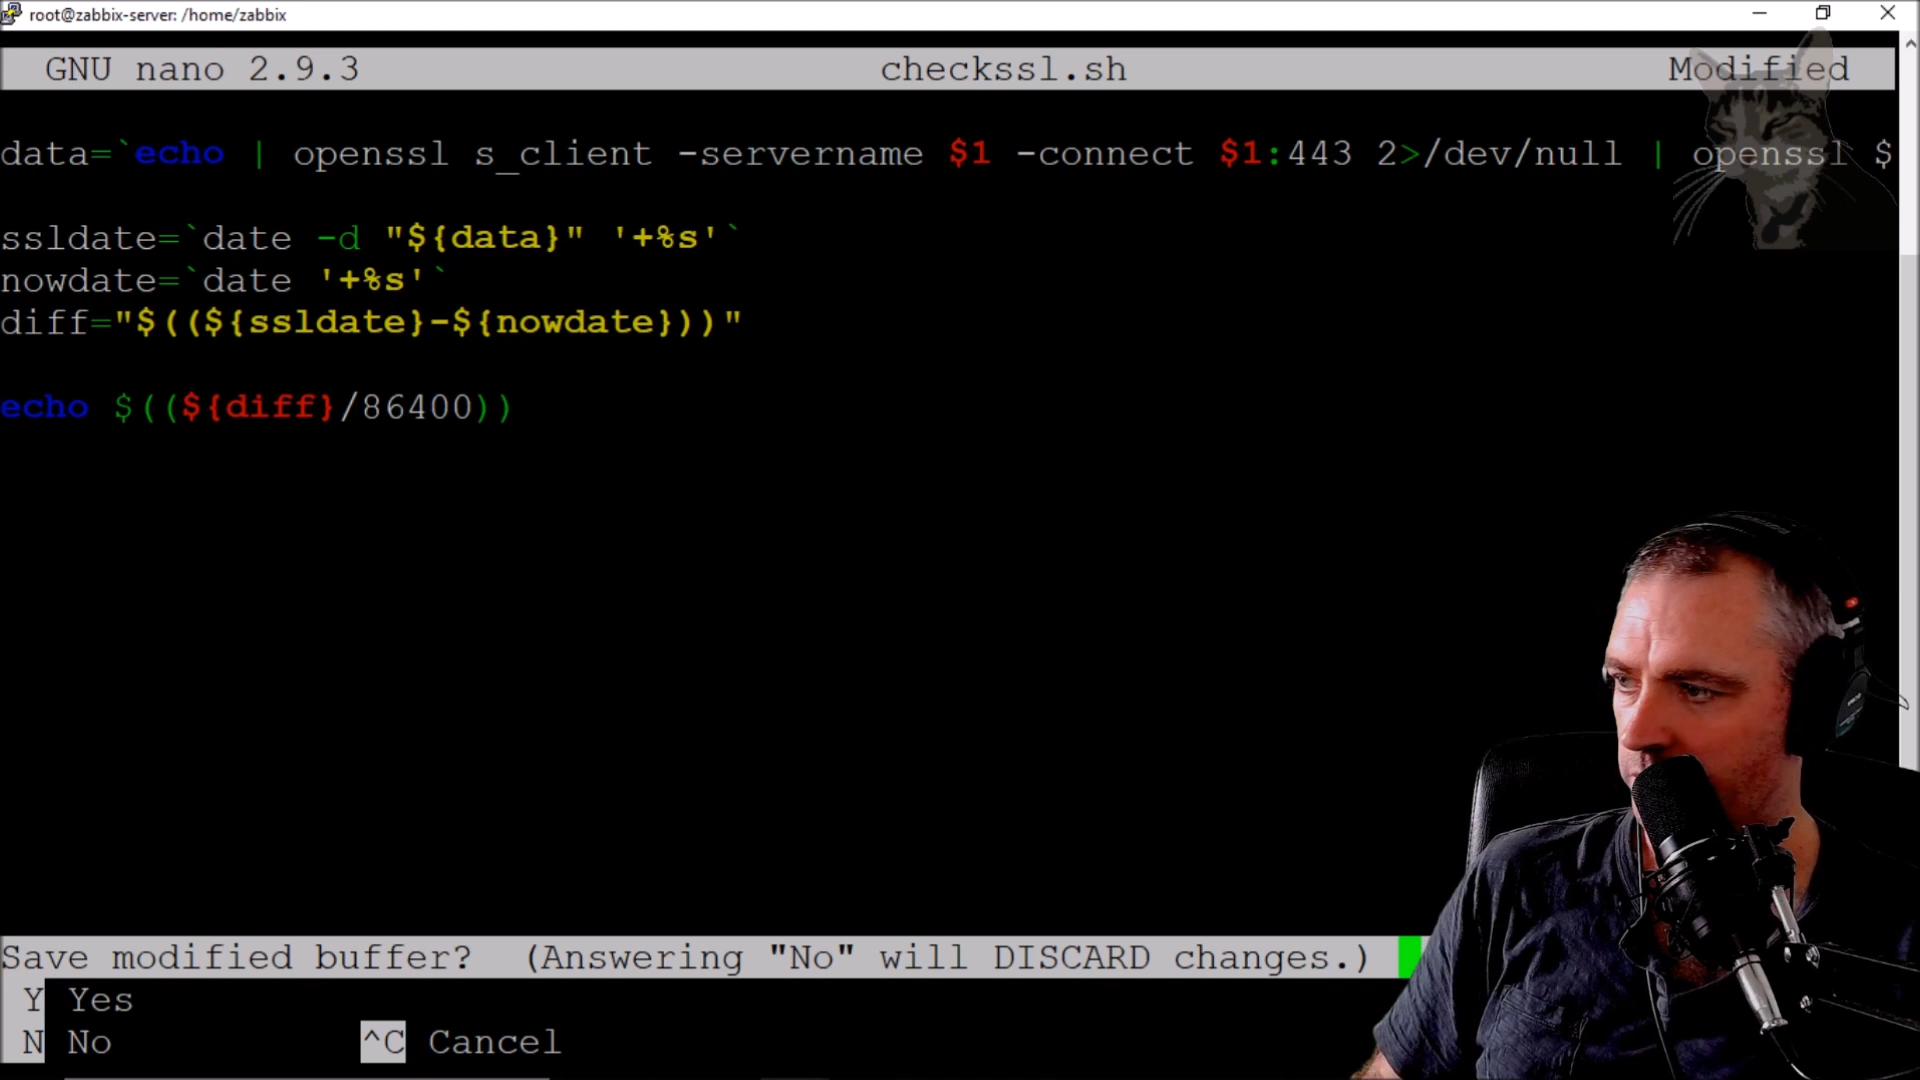 root@zabbix-server: /home/zabbix
GNU nano 2.9.3 checkssl.sh Modified
data=`echo | openssl s_client -servername $1 -connect $1:443 2>/dev/null | openssl $
ssldate=`date -d "${data}" '+%s'`
nowdate=`date '+%s'`
diff="$((${ssldate}-${nowdate}))"
echo $((${diff}/86400))
Save modified buffer? (Answering "No" will DISCARD changes.)
Y Yes
N No ^C Cancel